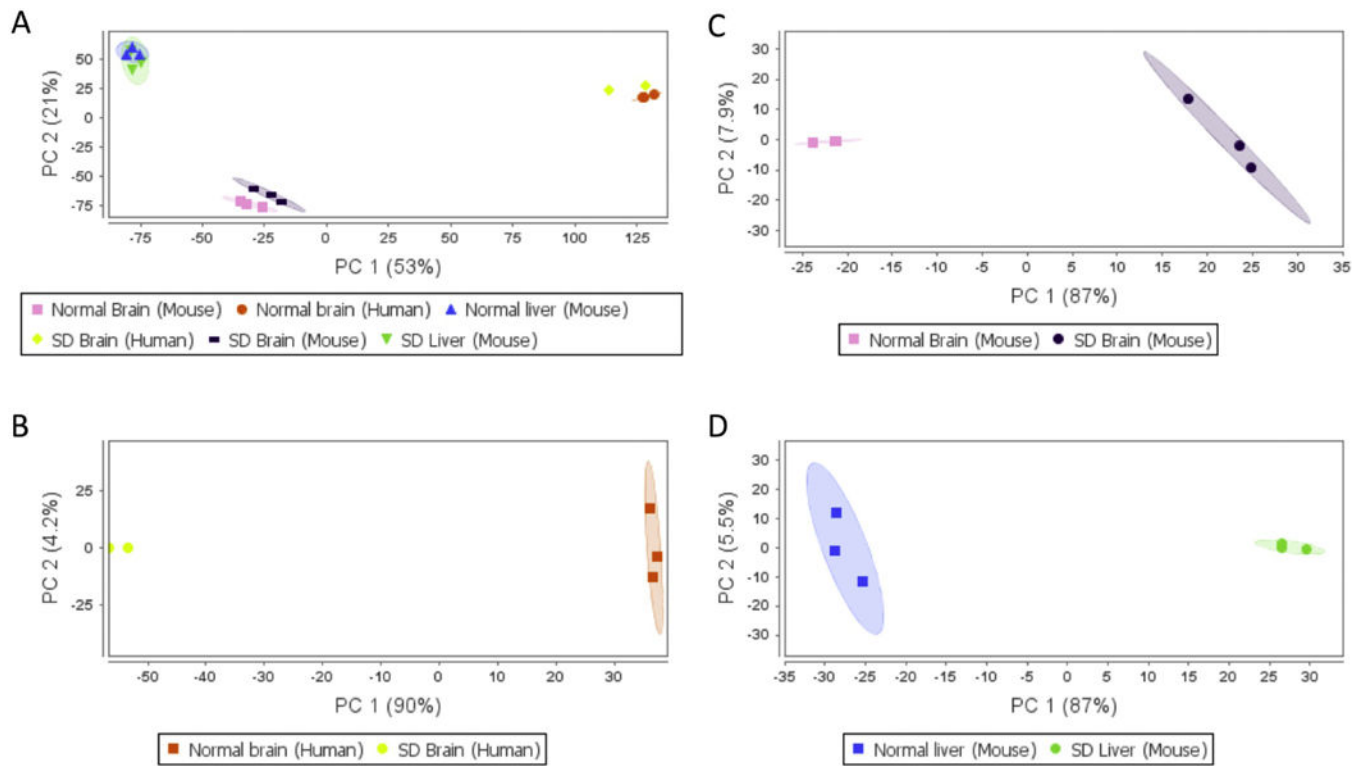 A
50
25
0
-25
-50
-75
PC 2 (21%)
-75 -50 -25 0 25 50 75 100 125
PC 1 (53%)
Normal Brain (Mouse) Normal brain (Human) Normal liver (Mouse)
SD Brain (Human) SD Brain (Mouse) SD Liver (Mouse)
C
30
20
10
0
-10
-20
-30
PC 2 (7.9%)
-25 -20 -15 -10 -5 0 5 10 15 20 25 30 35
PC 1 (87%)
Normal Brain (Mouse) SD Brain (Mouse)
B
25
0
-25
PC 2 (4.2%)
-50 -40 -30 -20 -10 0 10 20 30
PC 1 (90%)
Normal brain (Human) SD Brain (Human)
D
30
20
10
0
-10
-20
-30
PC 2 (5.5%)
-35 -30 -25 -20 -15 -10 -5 0 5 10 15 20 25 30
PC 1 (87%)
Normal liver (Mouse) SD Liver (Mouse)